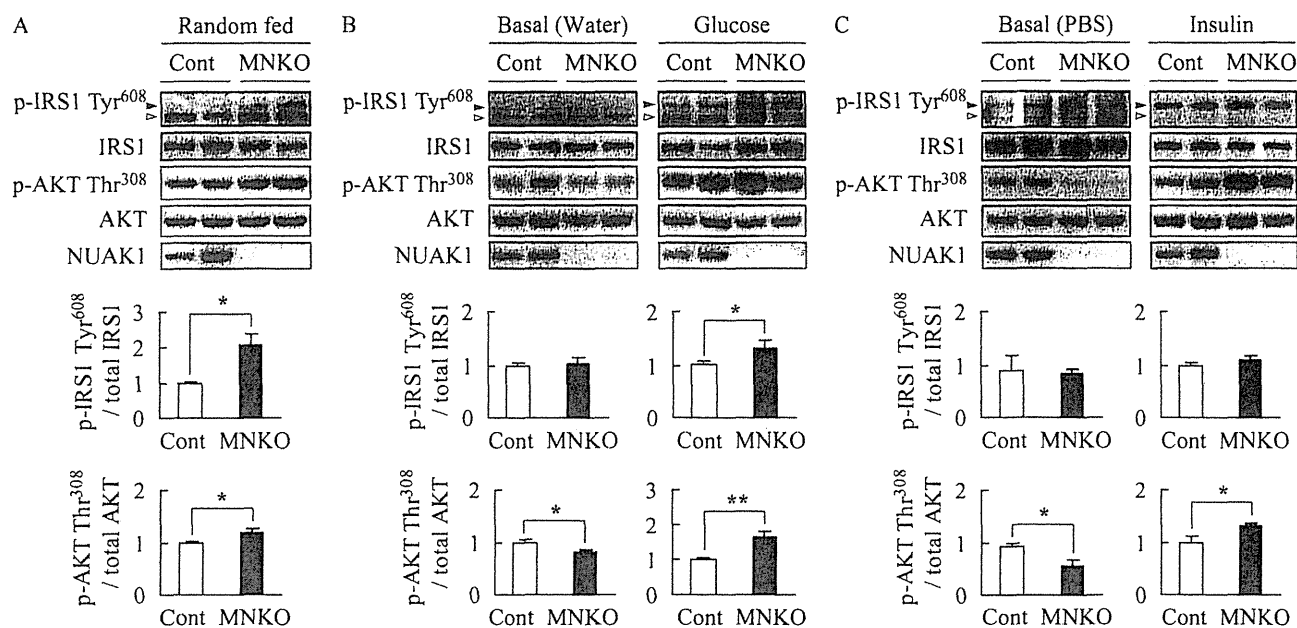 A Random fed B Basal (Water) Glucose C Basal (PBS) Insulin
Cont MNKO Cont MNKO Cont MNKO Cont MNKO Cont MNKO
p-IRS1 Tyr608 p-IRS1 Tyr608 p-IRS1 Tyr608
IRS1 IRS1 IRS1
p-AKT Thr308 p-AKT Thr308 p-AKT Thr308
AKT AKT AKT
NUAK1 NUAK1 NUAK1
p-IRS1 Tyr608
/ total IRS1
3
2
1
0
*
Cont MNKO
p-IRS1 Tyr608
/ total IRS1
2
1
0
Cont MNKO
2
1
0
*
Cont MNKO
p-IRS1 Tyr608
/ total IRS1
2
1
0
Cont MNKO
2
1
0
Cont MNKO
p-AKT Thr308
/ total AKT
2
1
0
*
Cont MNKO
p-AKT Thr308
/ total AKT
2
1
0
*
Cont MNKO
3
2
1
0
**
Cont MNKO
p-AKT Thr308
/ total AKT
2
1
0
*
Cont MNKO
2
1
0
*
Cont MNKO